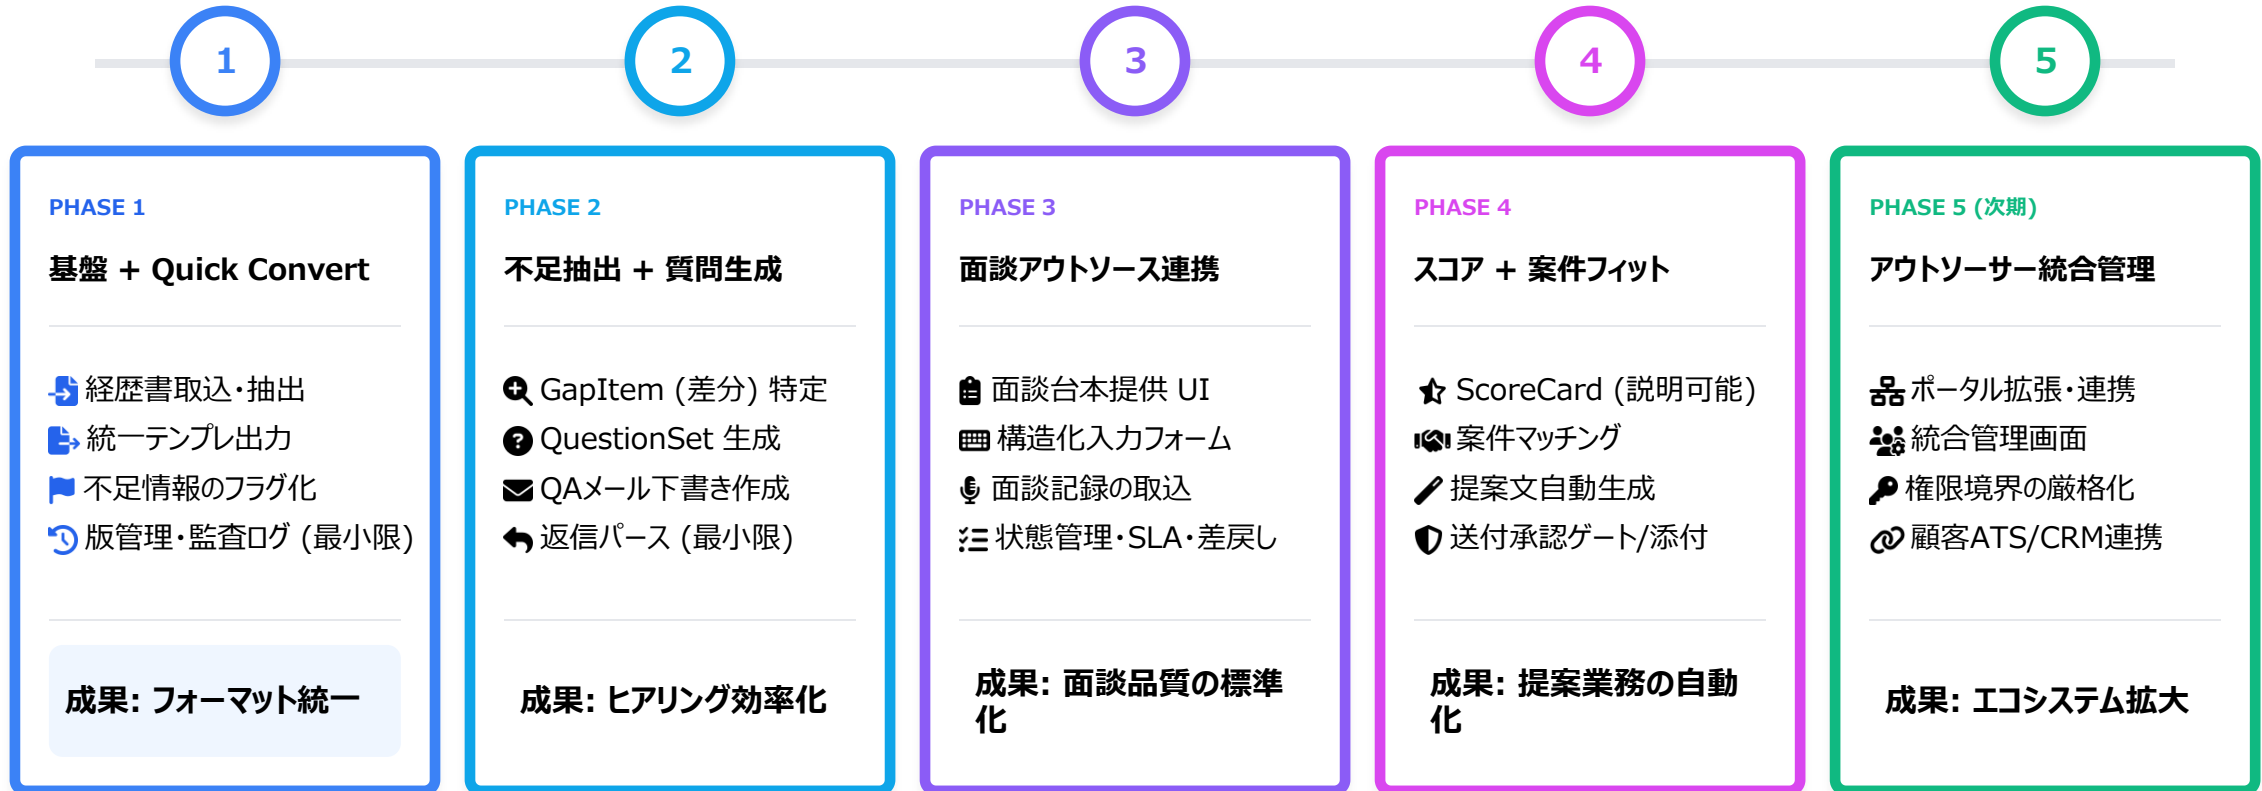 1
2
3
4
5
PHASE 1
基盤 + Quick Convert
経歴書取込・抽出
統一テンプレ出力
不足情報のフラグ化
版管理・監査ログ (最小限)
成果: フォーマット統一
PHASE 2
不足抽出 + 質問生成
GapItem (差分) 特定
QuestionSet 生成
QAメール下書き作成
返信パース (最小限)
成果: ヒアリング効率化
PHASE 3
面談アウトソース連携
面談台本提供 UI
構造化入力フォーム
面談記録の取込
状態管理・SLA・差戻し
成果: 面談品質の標準
化
PHASE 4
スコア + 案件フィット
ScoreCard (説明可能)
案件マッチング
提案文自動生成
送付承認ゲート/添付
成果: 提案業務の自動
化
PHASE 5 (次期)
アウトソーサー統合管理
ポータル拡張・連携
統合管理画面
権限境界の厳格化
顧客ATS/CRM連携
成果: エコシステム拡大